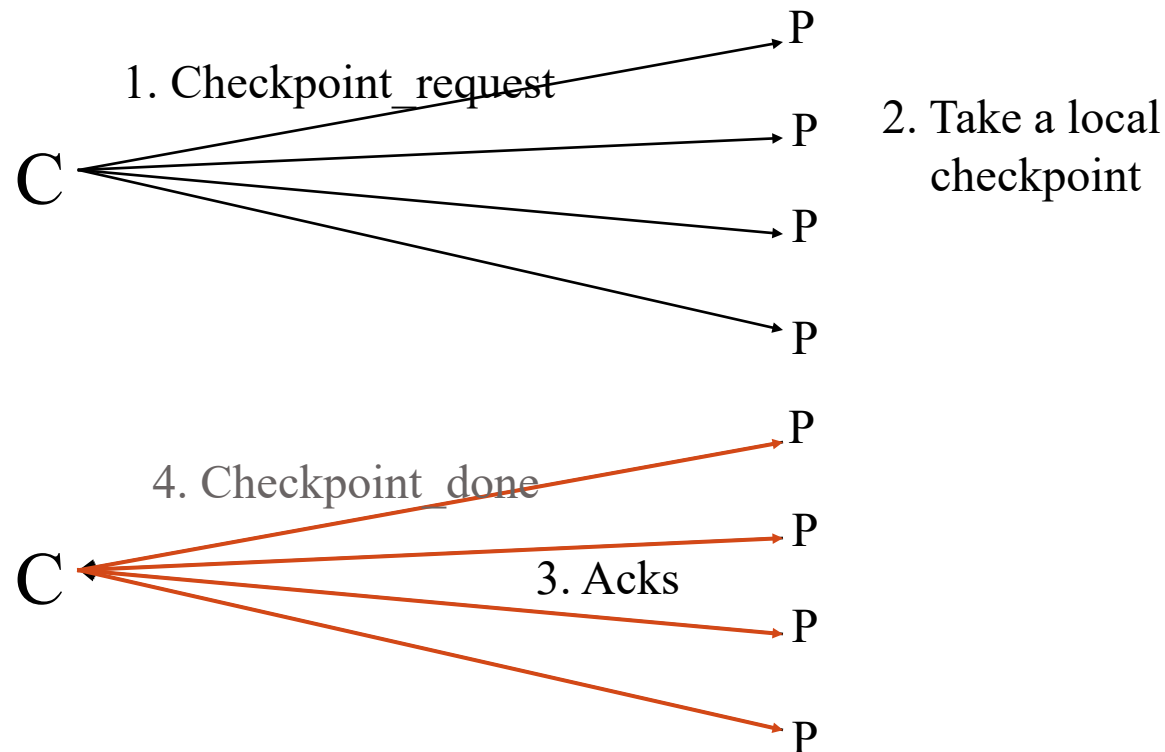 P
1. Checkpoint_request
P
2. Take a local
checkpoint
C
P
P
P
4. Checkpoint_done
P
C
3. Acks
P
P